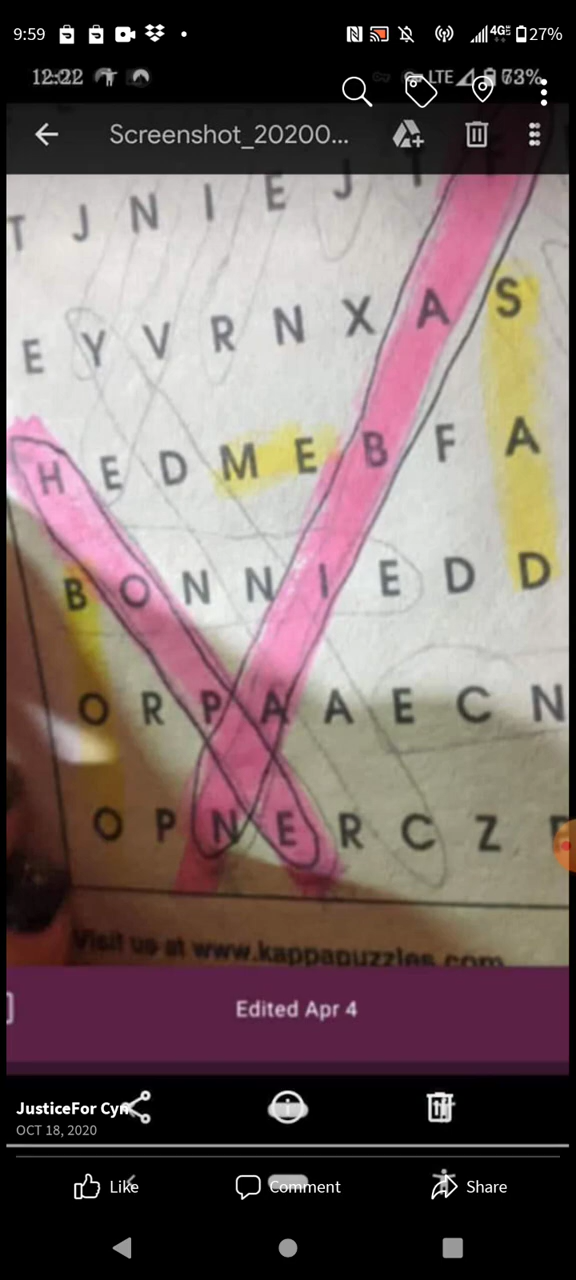 9:59
4GE 27%
12:22
LTE 63%
Screenshot_20200...
T J N I E J T F
E Y V R N X A S
H E D M E B F A
B O N N I E D D
O R P A A E C N
O P N E R C Z
Visit us at www.kappapuzzles.com
Edited Apr 4
JusticeFor Cyn
OCT 18, 2020
Like
Comment
Share